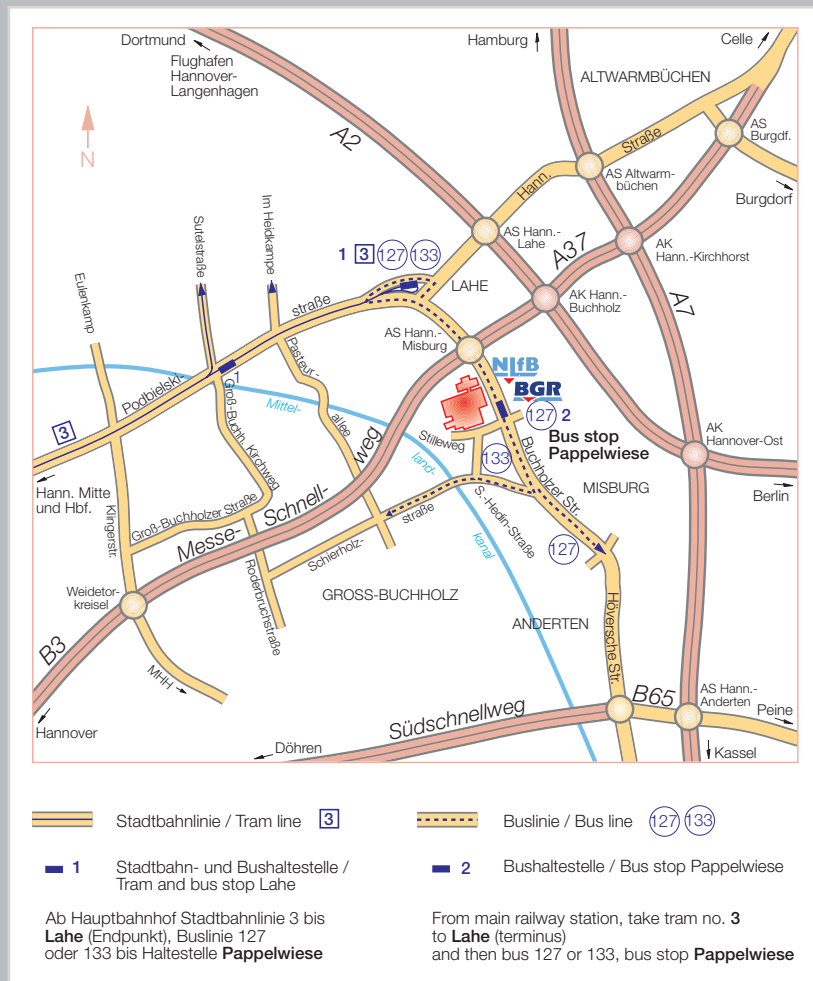 Dortmund
Flughafen
Hannover-
Langenhagen
Hamburg
Celle
ALTWARMBÜCHEN
A2
N
Hann.
Straße
AS
Burgdf.
AS Altwarm-
büchen
Burgdorf
Sutelstraße
Im Heidkampe
1 3 127 133
AS Hann.-
Lahe
A37
AK
Hann.-Kirchhorst
Eulenkamp
straße
LAHE
AK Hann.-
Buchholz
A7
AS Hann.-
Misburg
Pasteur-
allee
NLfB
BGR
Podbielski-
1
Mittel-
127 2
Bus stop
Pappelwiese
Stilleweg
3
Groß-Buchh. Kirchweg
weg
land-
133
Buchholzer Str.
AK
Hannover-Ost
Hann. Mitte
und Hbf.
Klingerstr.
Groß-Buchholzer Straße
Messe-
Schnell-
MISBURG
Berlin
straße
S.-Hedin-Straße
Schierholz-
kanal
127
Roderbruchstraße
Weidetor-
kreisel
GROSS-BUCHHOLZ
ANDERTEN
Höversche Str.
B3
MHH
B65
AS Hann.-
Anderten
Peine
Hannover
Südschnellweg
Döhren
Kassel
Stadtbahnlinie / Tram line 3
Buslinie / Bus line 127 133
1 Stadtbahn- und Bushaltestelle /
Tram and bus stop Lahe
2 Bushaltestelle / Bus stop Pappelwiese
Ab Hauptbahnhof Stadtbahnlinie 3 bis
Lahe (Endpunkt), Buslinie 127
oder 133 bis Haltestelle Pappelwiese
From main railway station, take tram no. 3
to Lahe (terminus)
and then bus 127 or 133, bus stop Pappelwiese